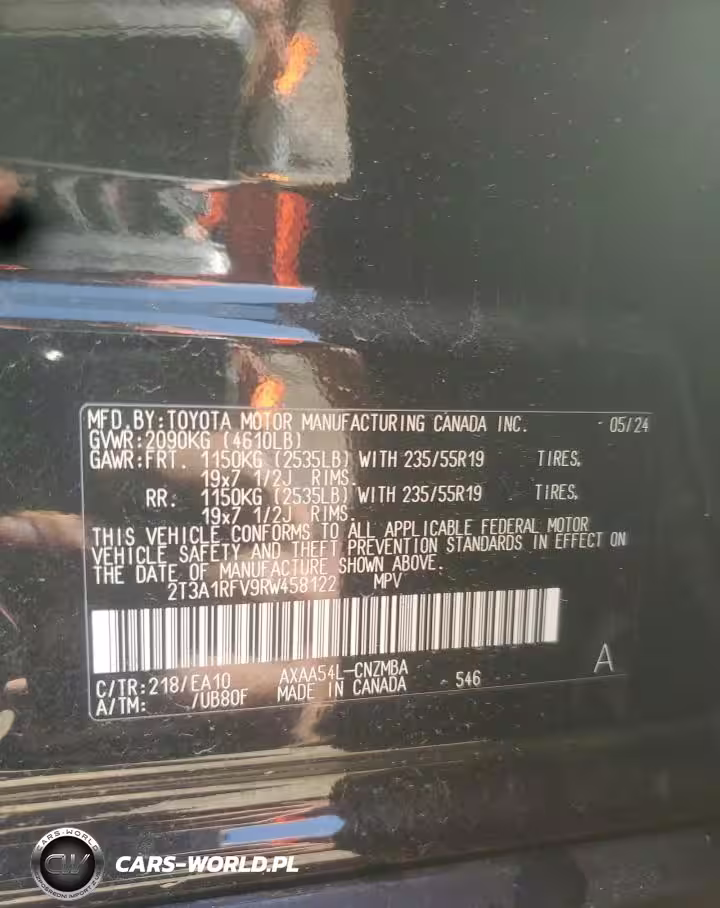 MFD.BY:TOYOTA MOTOR MANUFACTURING CANADA INC. 05/24
GVWR:2090KG (4610LB)
GAWR:FRT. 1150KG (2535LB) WITH 235/55R19 TIRES,
19x7 1/2J RIMS.
RR. 1150KG (2535LB) WITH 235/55R19 TIRES,
19x7 1/2J RIMS.
THIS VEHICLE CONFORMS TO ALL APPLICABLE FEDERAL MOTOR
VEHICLE SAFETY AND THEFT PREVENTION STANDARDS IN EFFECT ON
THE DATE OF MANUFACTURE SHOWN ABOVE.
2T3A1RFV9RW458122 MPV
C/TR:218/EA10 AXAA54L-CNZMBA 546 A
A/TM: /UB80F MADE IN CANADA
CARS-WORLD
CW
CARS-WORLD.PL